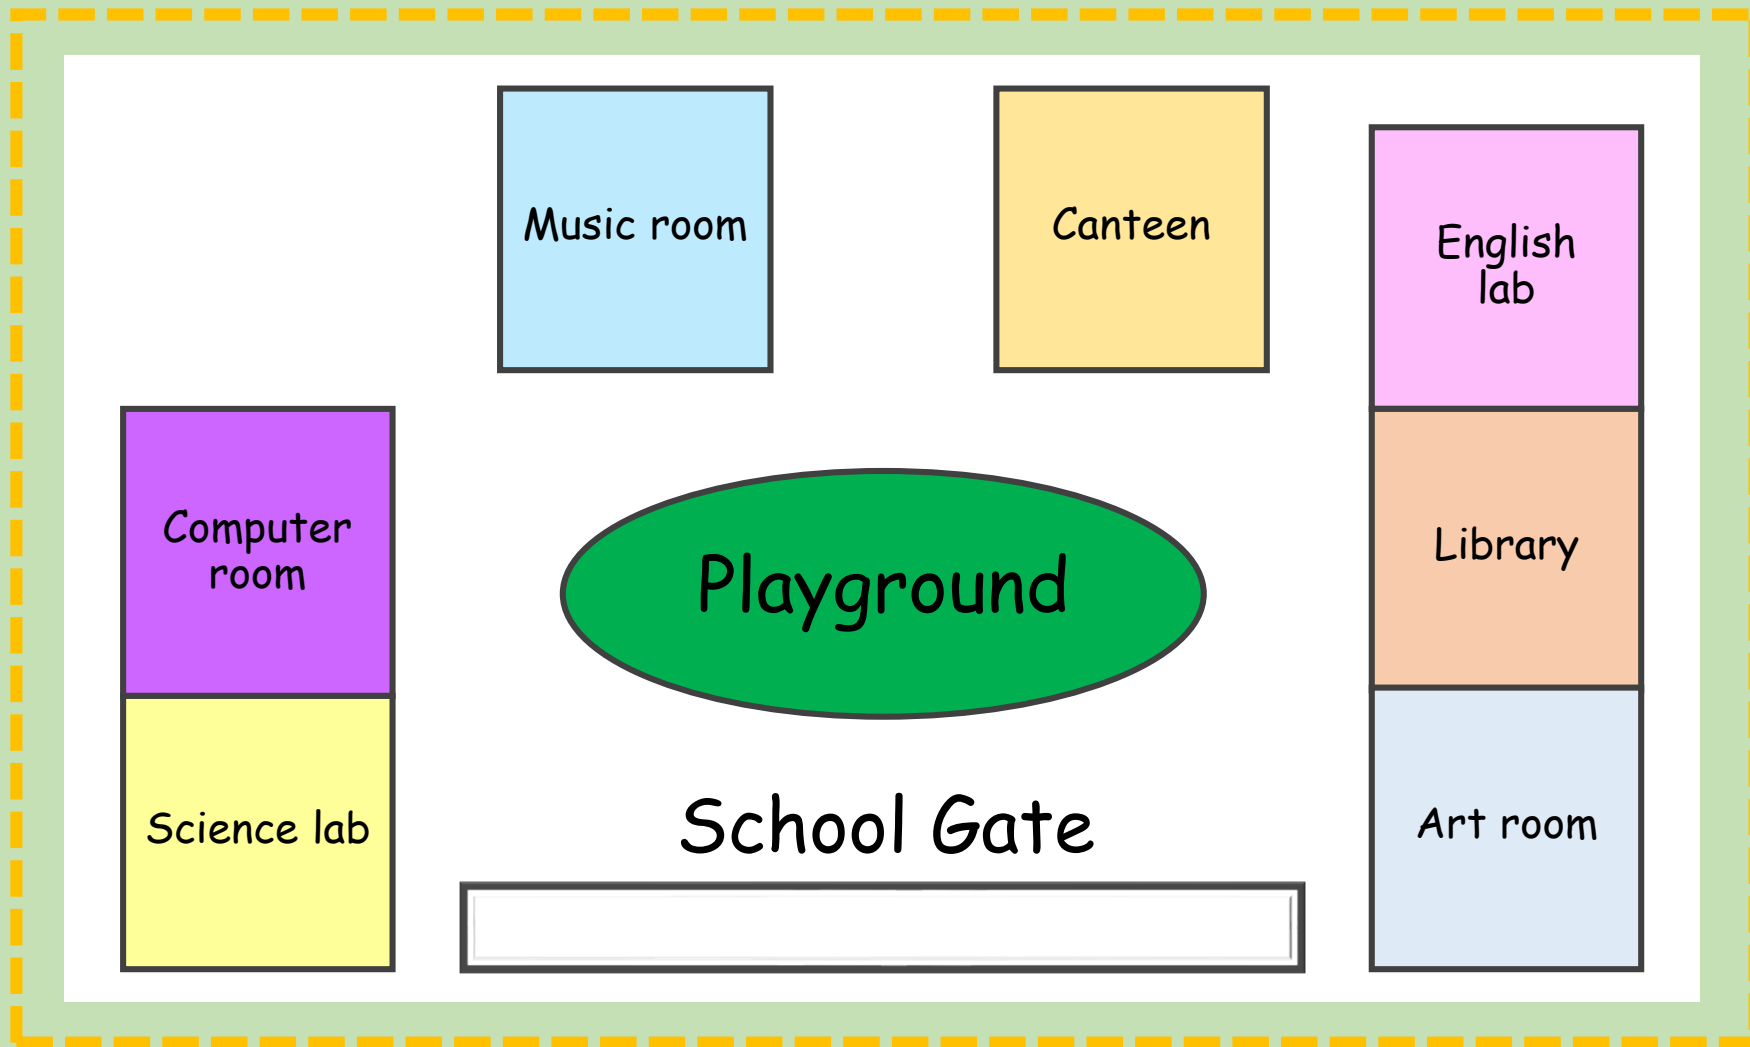 Music room
Canteen
English
lab
Computer
room
Playground
Library
Science lab
School Gate
Art room